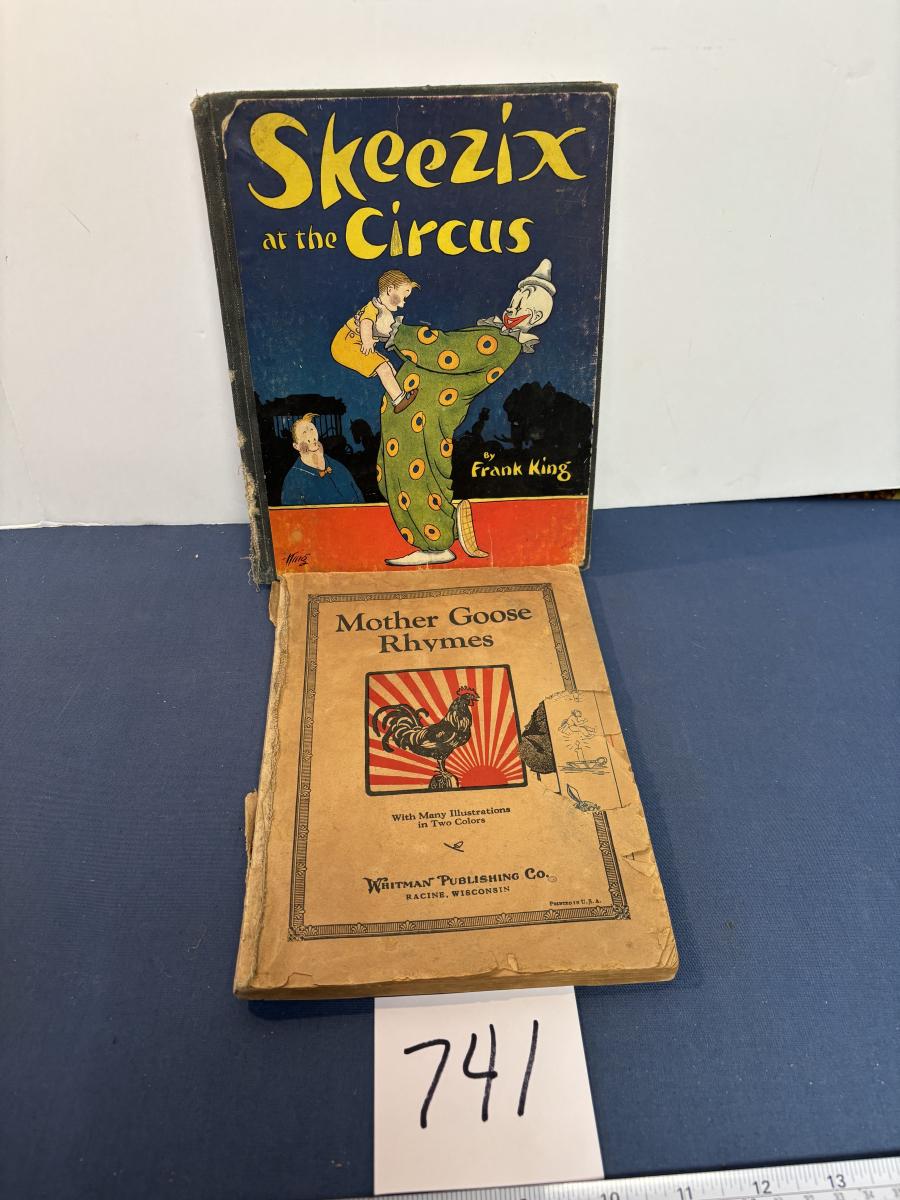 Skeezix
at the Circus
By
Frank King
King
Mother Goose
Rhymes
With Many Illustrations
in Two Colors
Whitman Publishing Co.
Racine, Wisconsin
Printed in U.S.A.
741
10 11 12 13